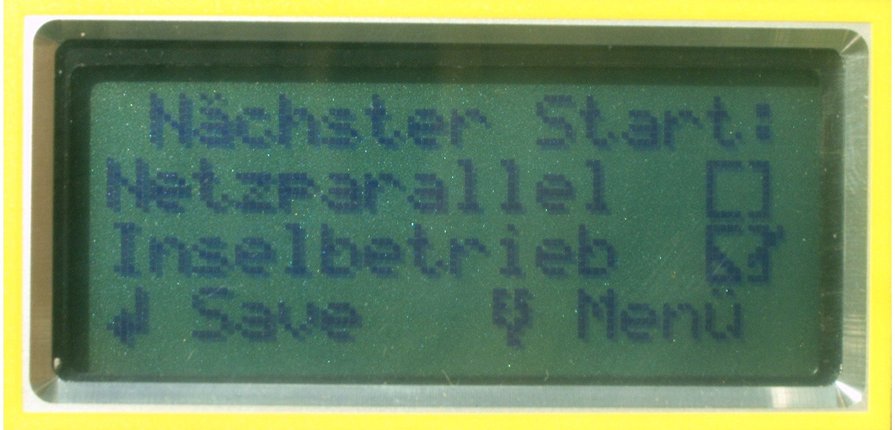 Nächster Start:
Netzparallel ☐
Inselbetrieb ☑
↲ Save Menü